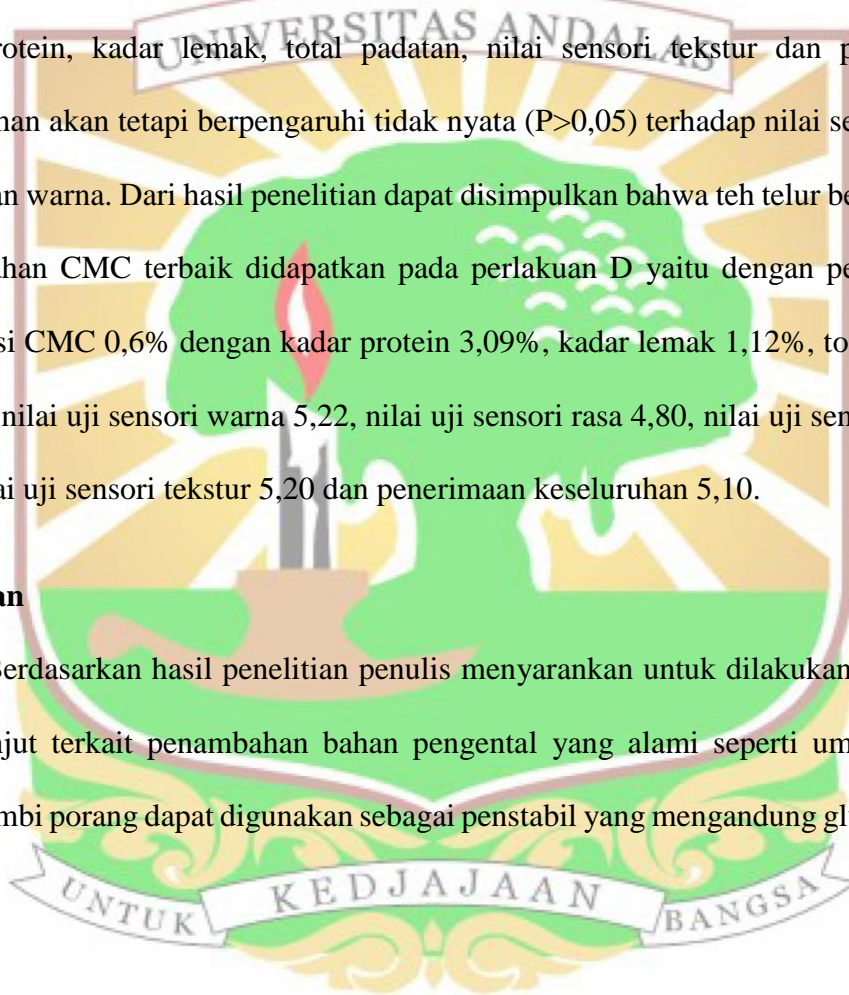 UNIVERSITAS ANDALAS
rotein, kadar lemak, total padatan, nilai sensori tekstur dan p
han akan tetapi berpengaruhi tidak nyata (P>0,05) terhadap nilai se
n warna. Dari hasil penelitian dapat disimpulkan bahwa teh telur be
ahan CMC terbaik didapatkan pada perlakuan D yaitu dengan pe
si CMC 0,6% dengan kadar protein 3,09%, kadar lemak 1,12%, to
nilai uji sensori warna 5,22, nilai uji sensori rasa 4,80, nilai uji sen
ai uji sensori tekstur 5,20 dan penerimaan keseluruhan 5,10.
an
Berdasarkan hasil penelitian penulis menyarankan untuk dilakukan
njut terkait penambahan bahan pengental yang alami seperti um
mbi porang dapat digunakan sebagai penstabil yang mengandung gl
UNTUK KEDJAJAAN BANGSA